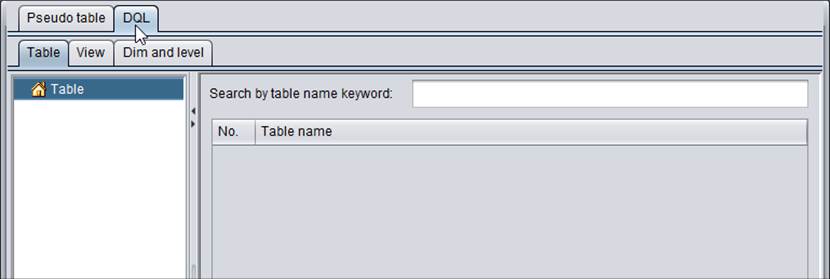 Pseudo table DQL
Table View Dim and level
Table
Search by table name keyword:
No. Table name